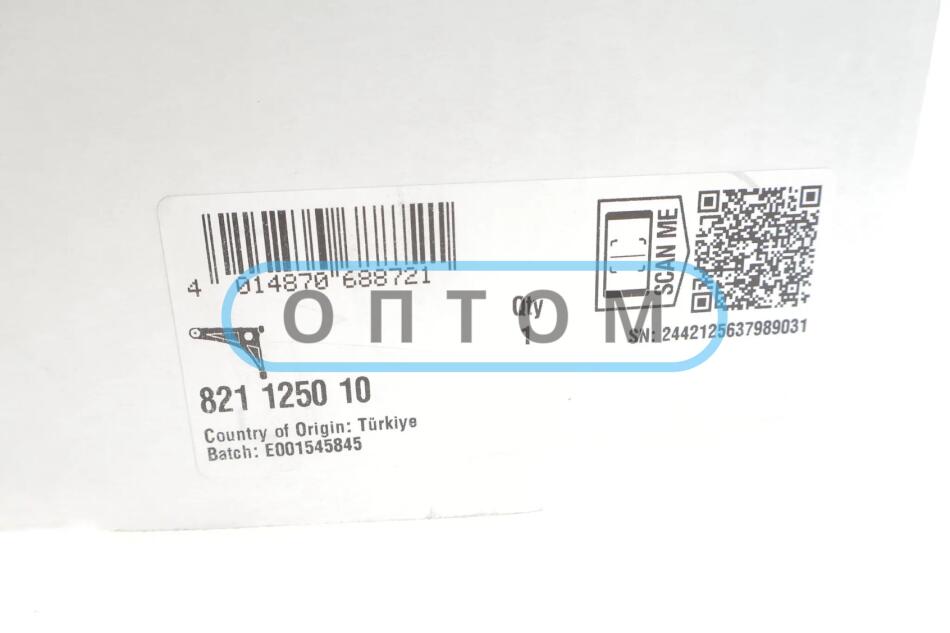 4 014870 688721
ОПТОМ
Qty
1
SCAN ME
SN: 2442125637989031
821 1250 10
Country of Origin: Türkiye
Batch: E001545845